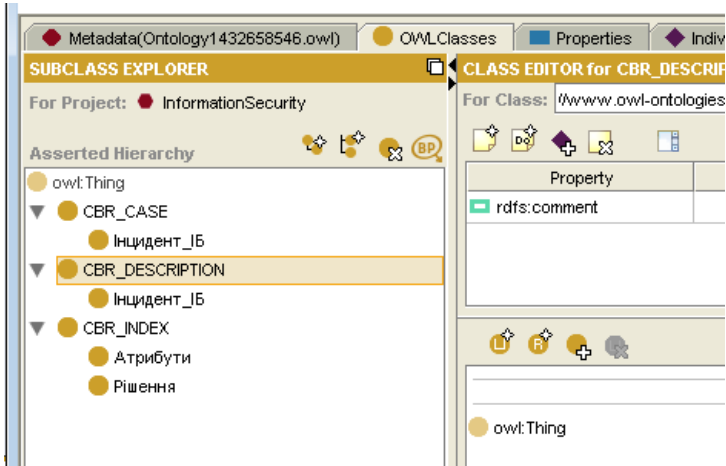 Metadata(Ontology1432658546.owl)
OWLClasses
Properties
Indiv
SUBCLASS EXPLORER
For Project:
InformationSecurity
Asserted Hierarchy
BP
owl:Thing
CBR_CASE
Інцидент_ІБ
CBR_DESCRIPTION
Інцидент_ІБ
CBR_INDEX
Атрибути
Рішення
CLASS EDITOR for CBR_DESCRIP
For Class:
//www.owl-ontologies
Property
rdfs:comment
owl:Thing